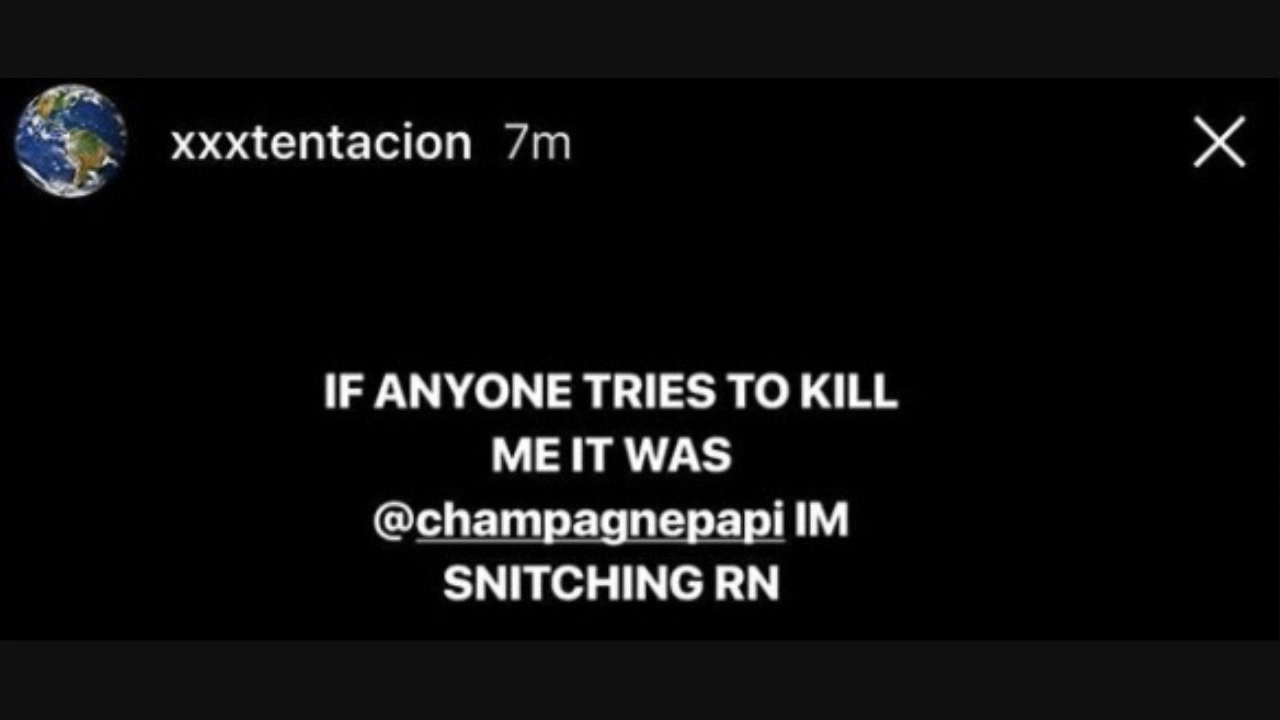 xxxtentacion 7m
IF ANYONE TRIES TO KILL
ME IT WAS
@champagnepapi IM
SNITCHING RN